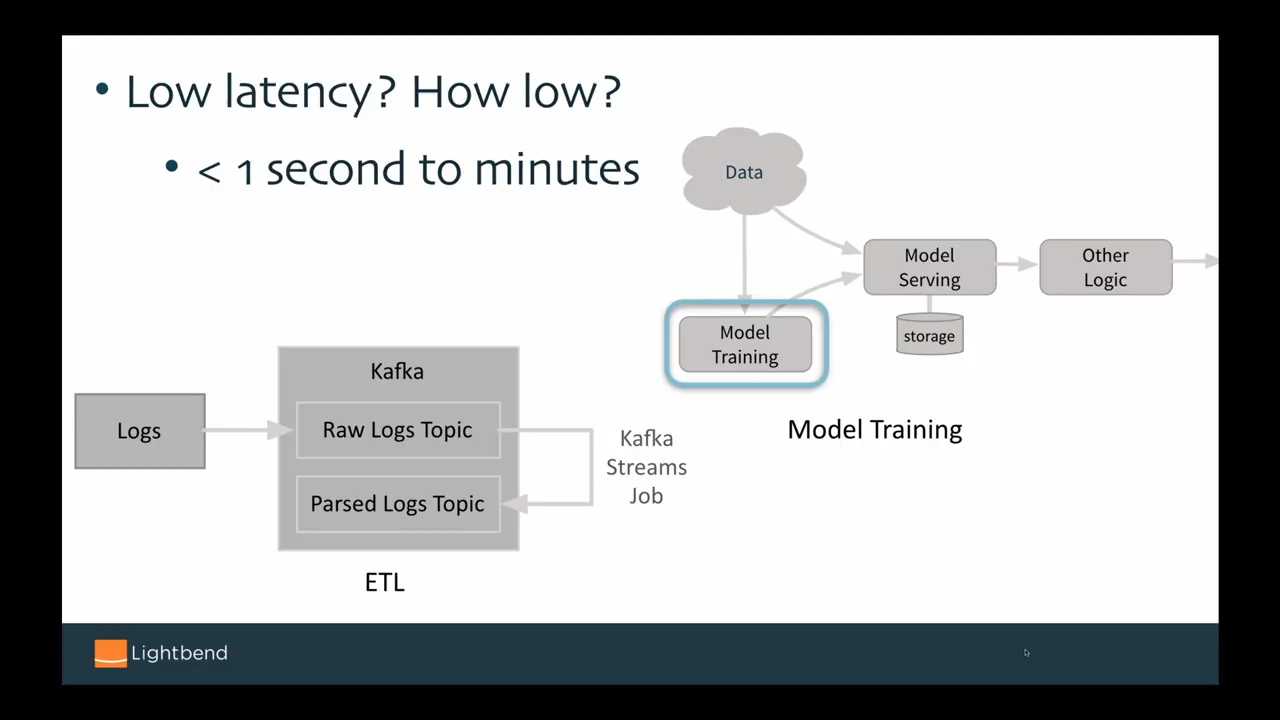 • Low latency? How low?
• < 1 second to minutes
Data
Model
Serving
Other
Logic
storage
Model
Training
Model Training
Kafka
Logs
Raw Logs Topic
Parsed Logs Topic
Kafka
Streams
Job
ETL
Lightbend